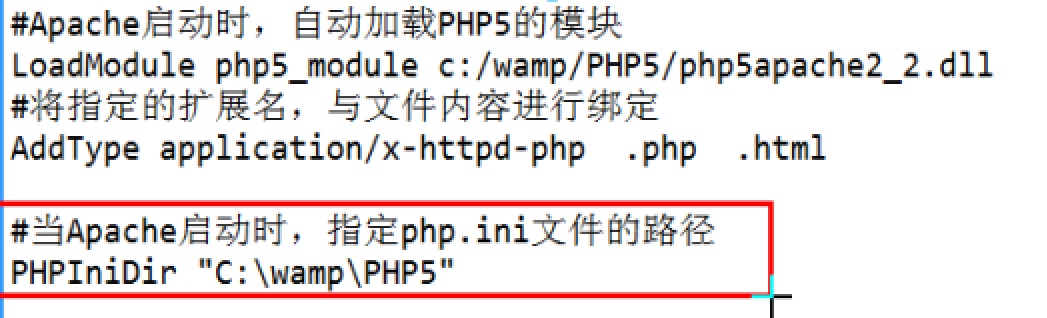 #Apache启动时，自动加载PHP5的模块
LoadModule php5_module c:/wamp/PHP5/php5apache2_2.dll
#将指定的扩展名，与文件内容进行绑定
AddType application/x-httpd-php  .php  .html
#当Apache启动时，指定php.ini文件的路径
PHPIniDir "C:\wamp\PHP5"